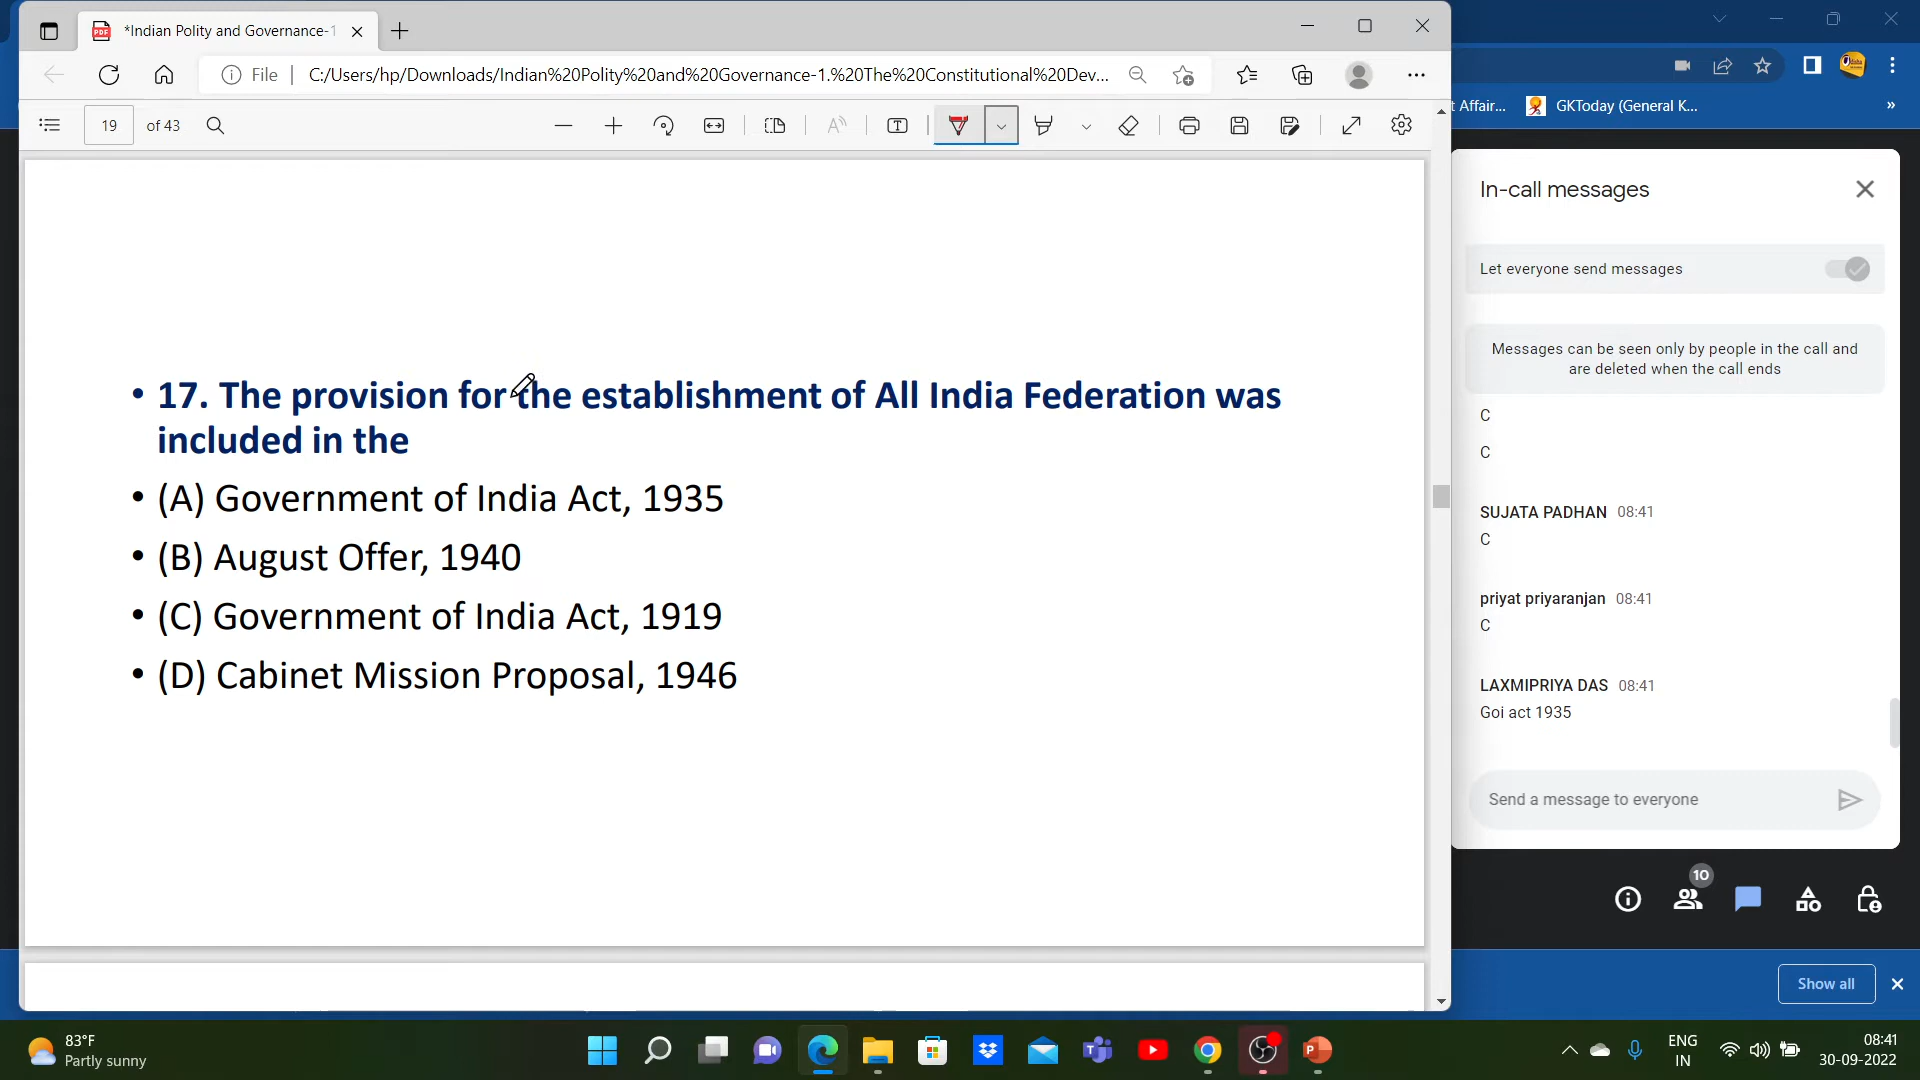 *Indian Polity and Governance-1
File
C:/Users/hp/Downloads/Indian%20Polity%20and%20Governance-1.%20The%20Constitutional%20Dev...
t Affair...
GKToday (General K...
»
19
of 43
In-call messages
Let everyone send messages
Messages can be seen only by people in the call and
are deleted when the call ends
C
C
SUJATA PADHAN 08:41
C
priyat priyaranjan 08:41
C
LAXMIPRIYA DAS 08:41
Goi act 1935
Send a message to everyone
• 17. The provision for the establishment of All India Federation was
included in the
• (A) Government of India Act, 1935
• (B) August Offer, 1940
• (C) Government of India Act, 1919
• (D) Cabinet Mission Proposal, 1946
10
Show all
83°F
Partly sunny
ENG
IN
08:41
30-09-2022